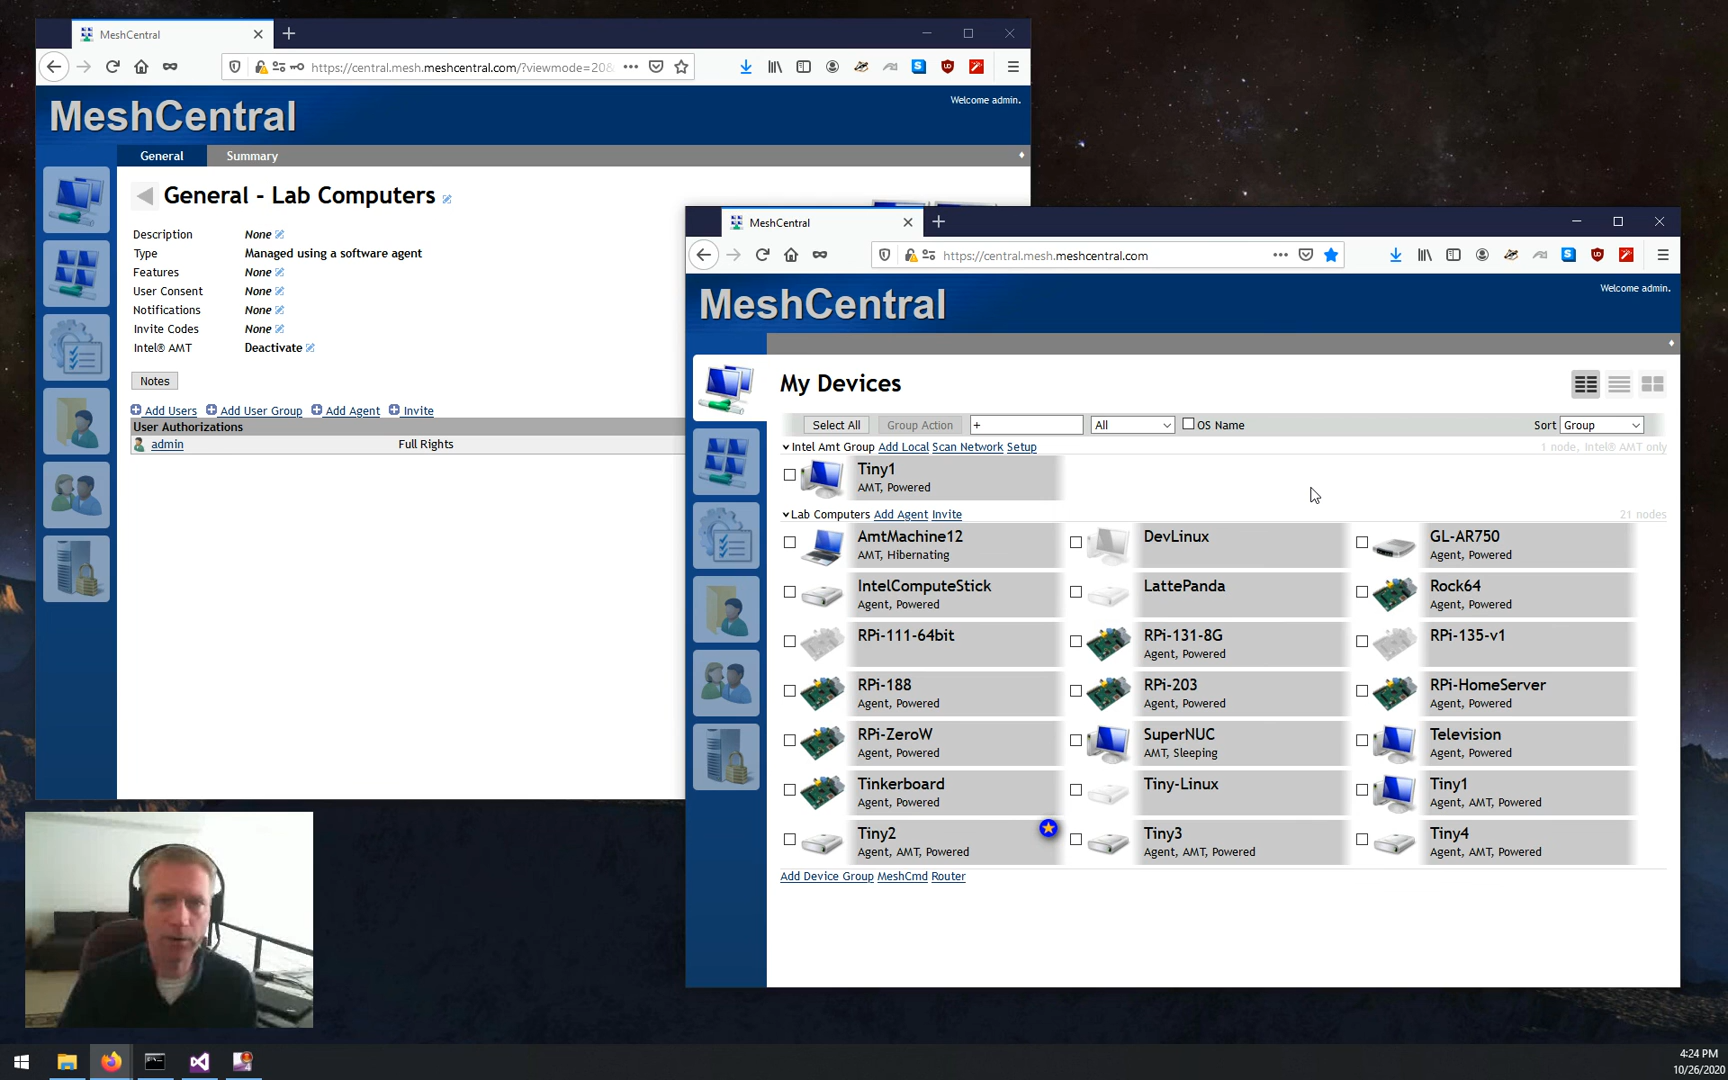 MeshCentral
https://central.mesh.meshcentral.com/?viewmode=20&
MeshCentral
Welcome admin.
General Summary
General - Lab Computers
Description None
Type Managed using a software agent
Features None
User Consent None
Notifications None
Invite Codes None
Intel® AMT Deactivate
Notes
Add Users Add User Group Add Agent Invite
User Authorizations
admin Full Rights
MeshCentral
https://central.mesh.meshcentral.com
MeshCentral
Welcome admin.
My Devices
Select All Group Action + All OS Name Sort Group
Intel Amt Group Add Local Scan Network Setup 1 node, Intel® AMT only
Tiny1
AMT, Powered
Lab Computers Add Agent Invite 21 nodes
AmtMachine12 DevLinux GL-AR750
AMT, Hibernating Agent, Powered
IntelComputeStick LattePanda Rock64
Agent, Powered Agent, Powered
RPi-111-64bit RPi-131-8G RPi-135-v1
Agent, Powered
RPi-188 RPi-203 RPi-HomeServer
Agent, Powered Agent, Powered Agent, Powered
RPi-ZeroW SuperNUC Television
Agent, Powered AMT, Sleeping Agent, Powered
Tinkerboard Tiny-Linux Tiny1
Agent, Powered Agent, AMT, Powered
Tiny2 Tiny3 Tiny4
Agent, AMT, Powered Agent, AMT, Powered Agent, AMT, Powered
Add Device Group MeshCmd Router
4:24 PM
10/26/2020